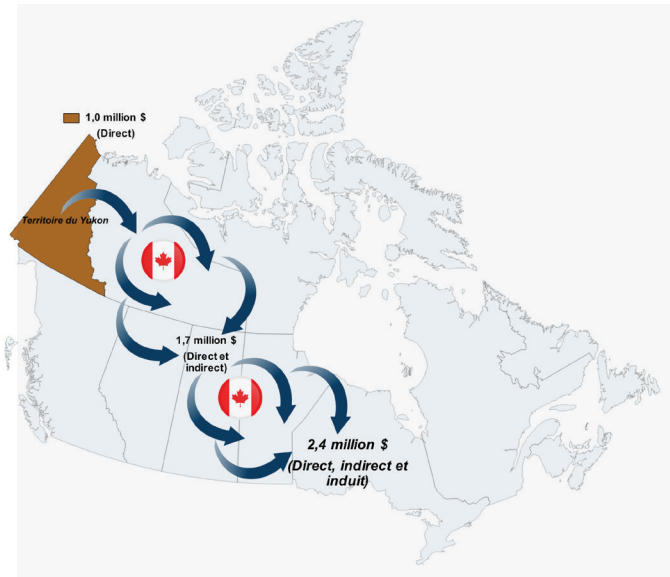 1,0 million $
(Direct)
Territoire du Yukon
1,7 million $
(Direct et
indirect)
2,4 million $
(Direct, indirect et
induit)